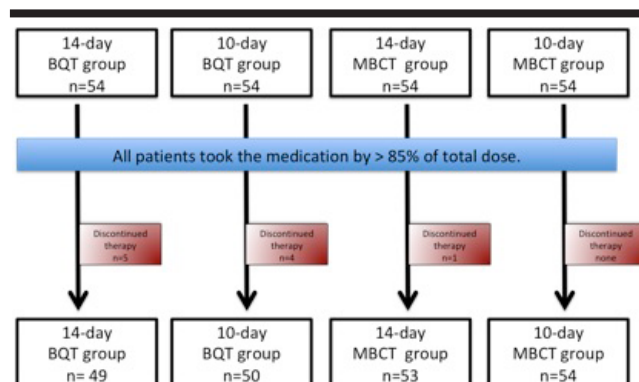 14-day
BQT group
n=54
10-day
BQT group
n=54
14-day
MBCT group
n=54
10-day
MBCT group
n=54
All patients took the medication by > 85% of total dose.
Discontinued
therapy
n=5
Discontinued
therapy
n=4
Discontinued
therapy
n=1
Discontinued
therapy
none
14-day
BQT group
n= 49
10-day
BQT group
n=50
14-day
MBCT group
n=53
10-day
MBCT group
n=54